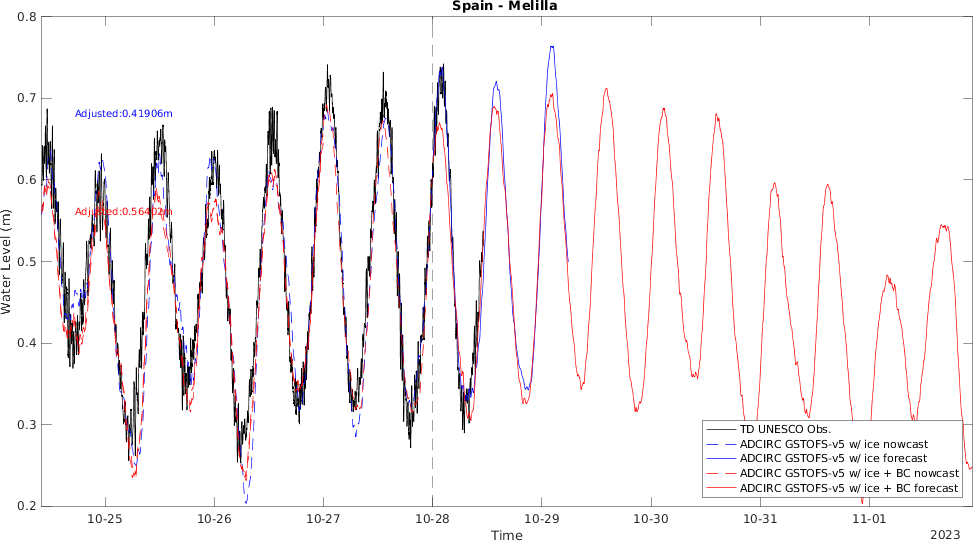 Spain - Melilla
0.8
0.7
0.6
0.5
0.4
0.3
0.2
Water Level (m)
Adjusted:0.41906m
Adjusted:0.56402m
TD UNESCO Obs.
ADCIRC GSTOFS-v5 w/ ice nowcast
ADCIRC GSTOFS-v5 w/ ice forecast
ADCIRC GSTOFS-v5 w/ ice + BC nowcast
ADCIRC GSTOFS-v5 w/ ice + BC forecast
10-25 10-26 10-27 10-28 10-29 10-30 10-31 11-01
Time
2023